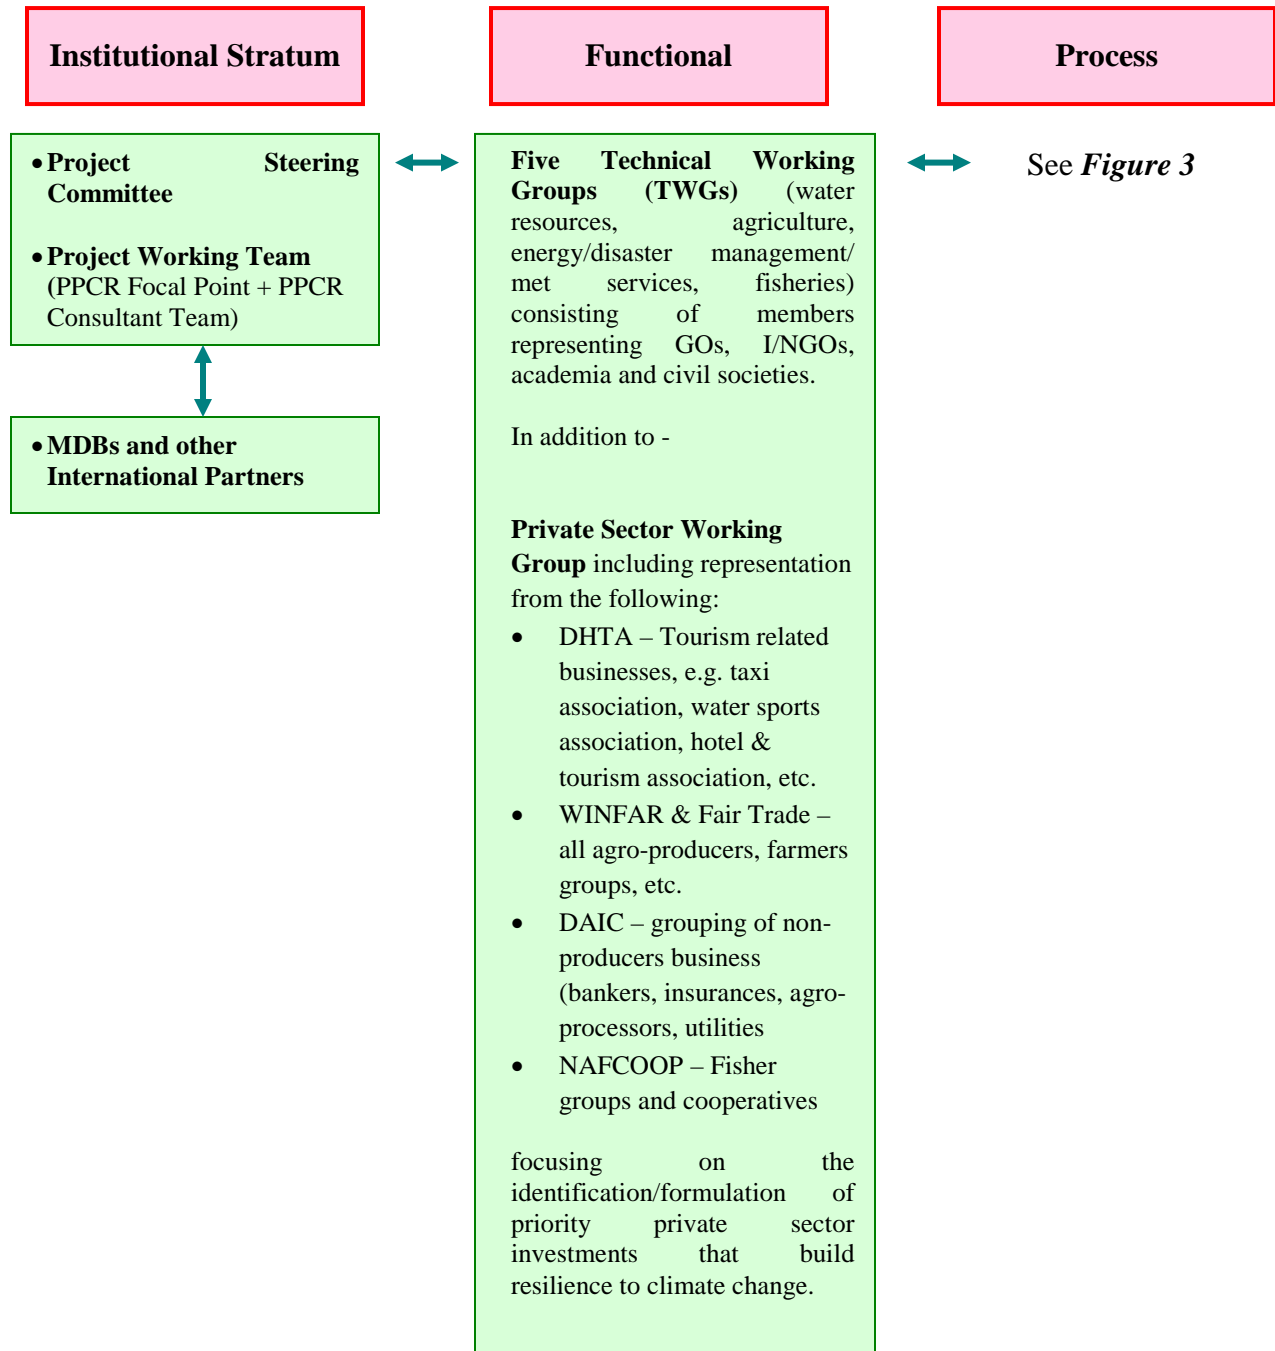 Institutional Stratum
Functional
Process
• Project Steering
Committee
• Project Working Team
(PPCR Focal Point + PPCR
Consultant Team)
• MDBs and other
International Partners
Five Technical Working
Groups (TWGs) (water
resources, agriculture,
energy/disaster management/
met services, fisheries)
consisting of members
representing GOs, I/NGOs,
academia and civil societies.
In addition to -
Private Sector Working
Group including representation
from the following:
• DHTA – Tourism related
businesses, e.g. taxi
association, water sports
association, hotel &
tourism association, etc.
• WINFAR & Fair Trade –
all agro-producers, farmers
groups, etc.
• DAIC – grouping of non-
producers business
(bankers, insurances, agro-
processors, utilities
• NAFCOOP – Fisher
groups and cooperatives
focusing on the
identification/formulation of
priority private sector
investments that build
resilience to climate change.
See Figure 3